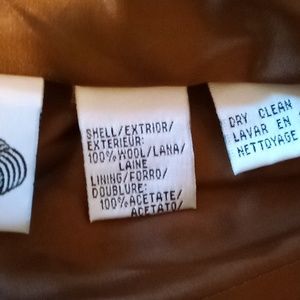 SHELL/EXTRIOR/
EXTERIEUR:
100% WOOL/LANA/
LAINE
LINING/FORRO/
DOUBLURE:
100% ACETATE/
ACETATO/
DRY CLEAN
LAVAR EN
NETTOYAGE